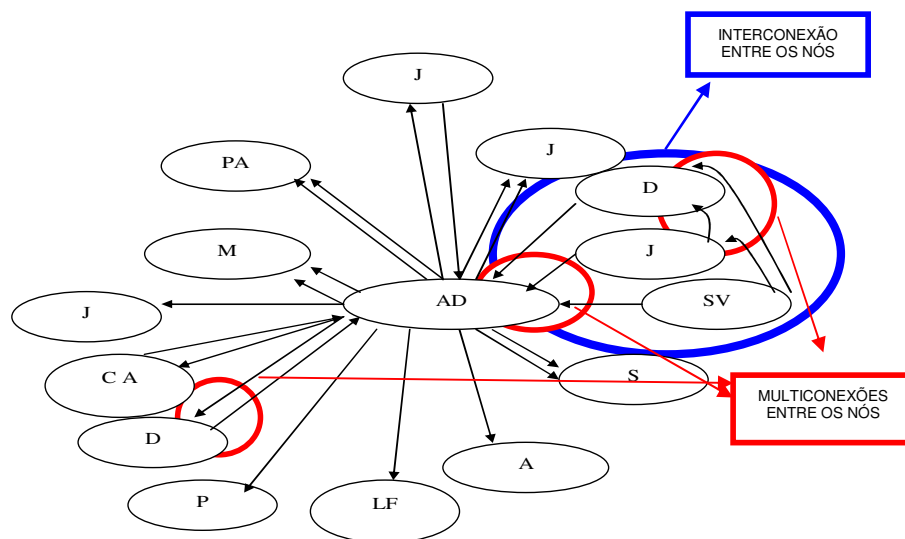 INTERCONEXÃO
ENTRE OS NÓS
J
J
PA
D
M
J
AD
SV
J
C A
S
MULTICONEXÕES
ENTRE OS NÓS
D
A
P
LF